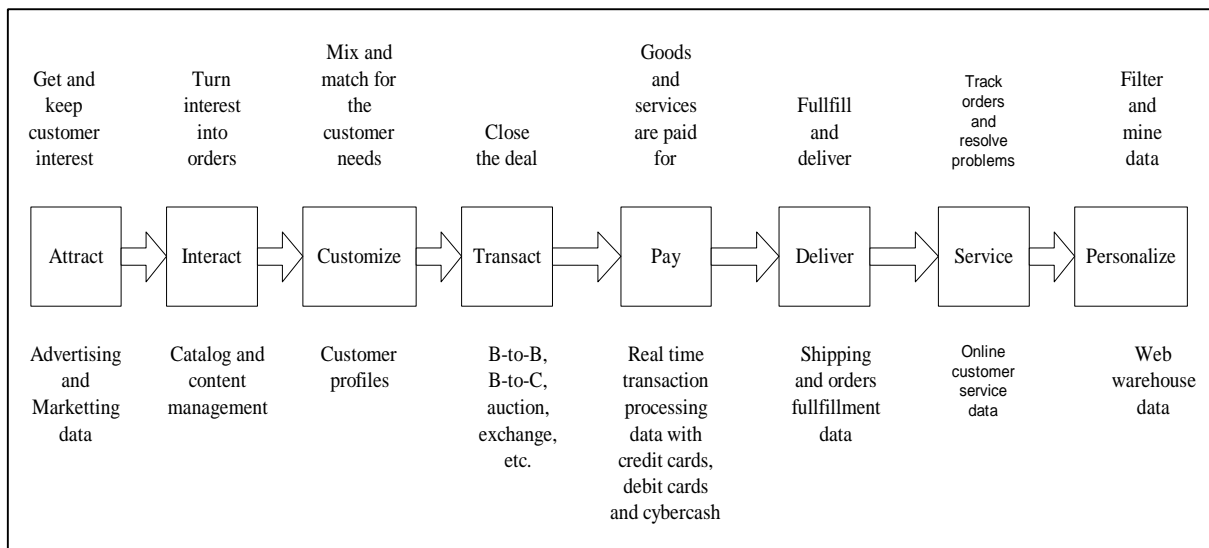 Get and
keep
customer
interest
Turn
interest
into
orders
Mix and
match for
the
customer
needs
Close
the deal
Goods
and
services
are paid
for
Fullfill
and
deliver
Track
orders
and
resolve
problems
Filter
and
mine
data
Attract
Interact
Customize
Transact
Pay
Deliver
Service
Personalize
Advertising
and
Marketting
data
Catalog and
content
management
Customer
profiles
B-to-B,
B-to-C,
auction,
exchange,
etc.
Real time
transaction
processing
data with
credit cards,
debit cards
and cybercash
Shipping
and orders
fullfillment
data
Online
customer
service
data
Web
warehouse
data